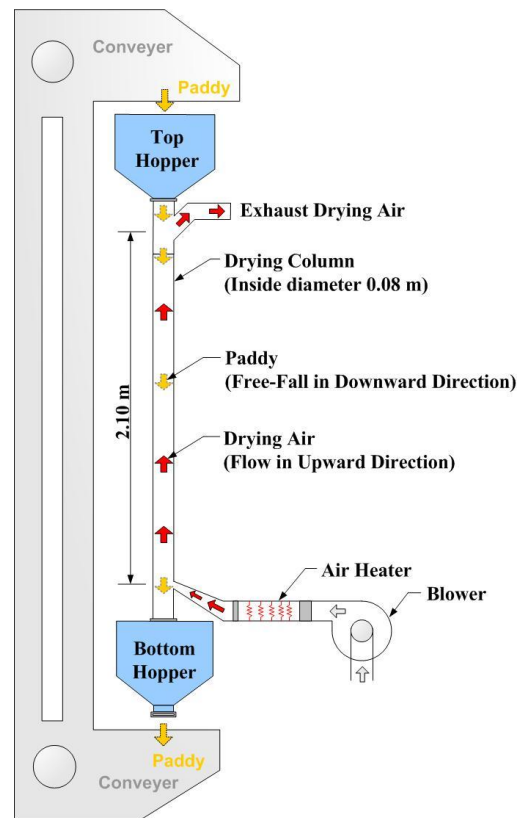 Conveyer
Paddy
Top
Hopper
Exhaust Drying Air
Drying Column
(Inside diameter 0.08 m)
Paddy
(Free-Fall in Downward Direction)
2.10 m
Drying Air
(Flow in Upward Direction)
Air Heater
Blower
Bottom
Hopper
Paddy
Conveyer